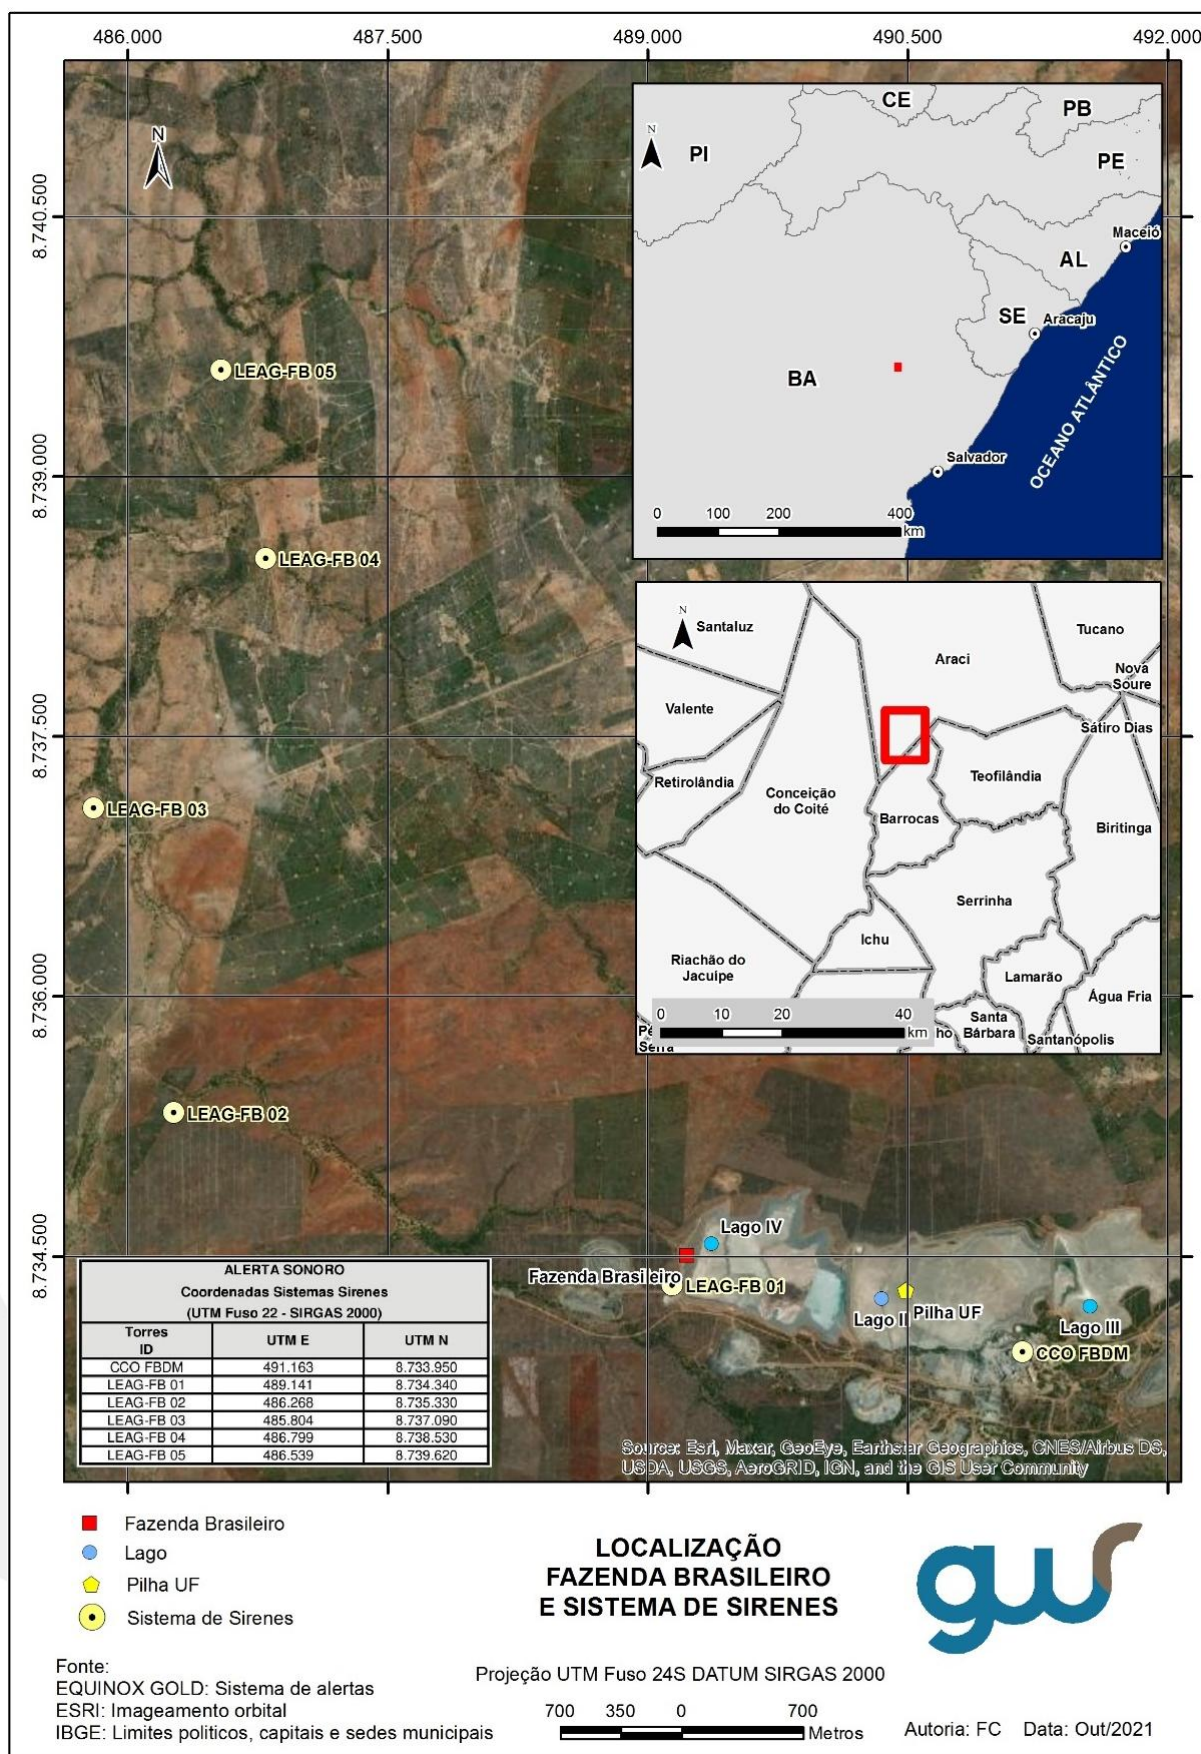 486.000 487.500 489.000 490.500 492.000
8.740.500
8.739.000
8.737.500
8.736.000
8.734.500
N
N
CE
PB
PI
PE
Maceió
AL
SE
Aracaju
BA
OCEANO ATLÂNTICO
Salvador
0 100 200 400
km
LEAG-FB 05
LEAG-FB 04
LEAG-FB 03
LEAG-FB 02
N
Santaluz
Tucano
Araci
Nova
Soure
Valente
Sátiro Dias
Retirolândia
Teofilândia
Conceição
do Coité
Barrocas
Biritinga
Serrinha
Ichu
Riachão do
Jacuipe
Lamarão
Água Fria
0 10 20 40
km
Santa
Bárbara
Pé
Serra
ho
Santanópolis
Lago IV
Fazenda Brasileiro
LEAG-FB 01
Lago II
Pilha UF
Lago III
CCO FBDM
ALERTA SONORO
Coordenadas Sistemas Sirenes
(UTM Fuso 22 - SIRGAS 2000)
Torres
ID UTM E UTM N
CCO FBDM 491.163 8.733.950
LEAG-FB 01 489.141 8.734.340
LEAG-FB 02 486.268 8.735.330
LEAG-FB 03 485.804 8.737.090
LEAG-FB 04 486.799 8.738.530
LEAG-FB 05 486.539 8.739.620
Source: Esri, Maxar, GeoEye, Earthstar Geographics, CNES/Airbus DS,
USDA, USGS, AeroGRID, IGN, and the GIS User Community
Fazenda Brasileiro
Lago
Pilha UF
Sistema de Sirenes
LOCALIZAÇÃO
FAZENDA BRASILEIRO
E SISTEMA DE SIRENES
gws
Fonte:
EQUINOX GOLD: Sistema de alertas
ESRI: Imageamento orbital
IBGE: Limites politicos, capitais e sedes municipais
Projeção UTM Fuso 24S DATUM SIRGAS 2000
700 350 0 700
Metros
Autoria: FC Data: Out/2021